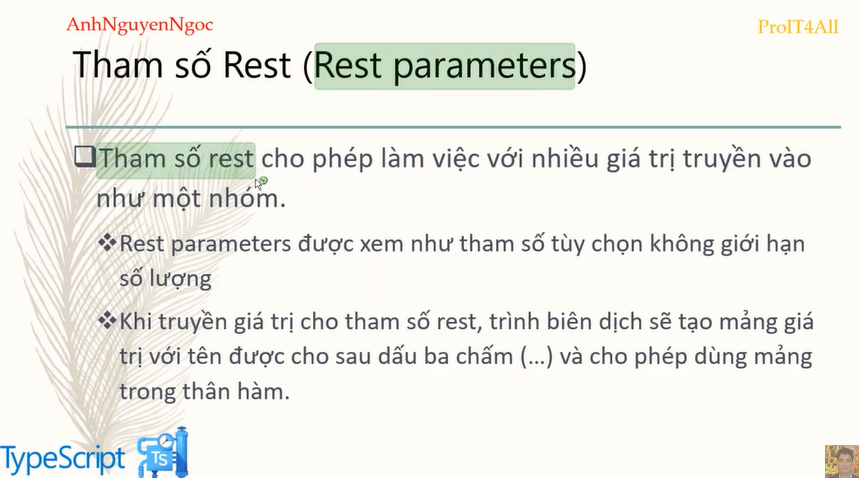 AnhNguyenNgoc
ProIT4All
Tham số Rest (Rest parameters)
Tham số rest cho phép làm việc với nhiều giá trị truyền vào
như một nhóm.
Rest parameters được xem như tham số tùy chọn không giới hạn
số lượng
Khi truyền giá trị cho tham số rest, trình biên dịch sẽ tạo mảng giá
trị với tên được cho sau dấu ba chấm (...) và cho phép dùng mảng
trong thân hàm.
TypeScript
TS